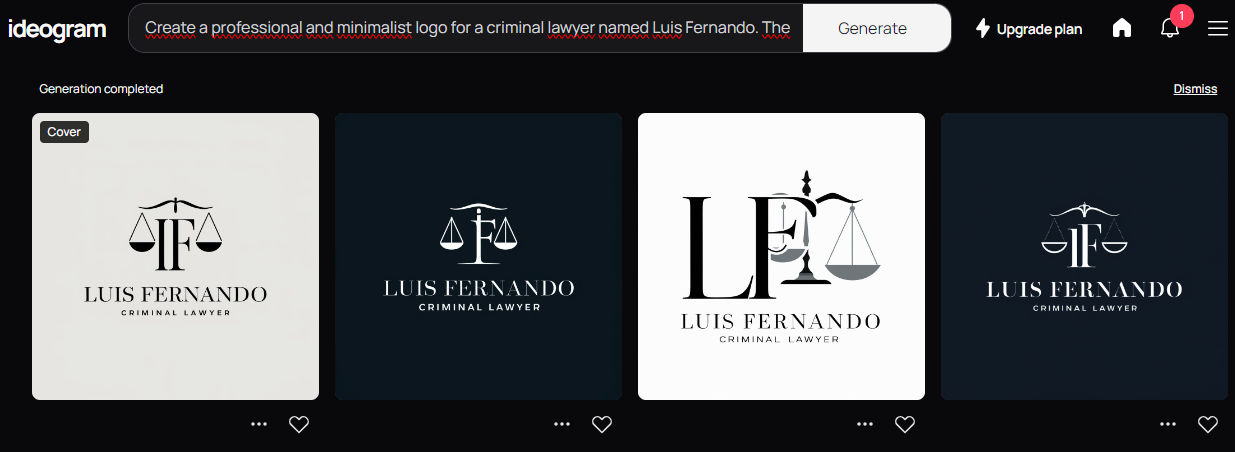 ideogram
Create a professional and minimalist logo for a criminal lawyer named Luis Fernando. The
Generate
Upgrade plan
1
Generation completed
Dismiss
Cover
IF
LUIS FERNANDO
CRIMINAL LAWYER
F
LUIS FERNANDO
CRIMINAL LAWYER
LF
LUIS FERNANDO
CRIMINAL LAWYER
IF
LUIS FERNANDO
CRIMINAL LAWYER